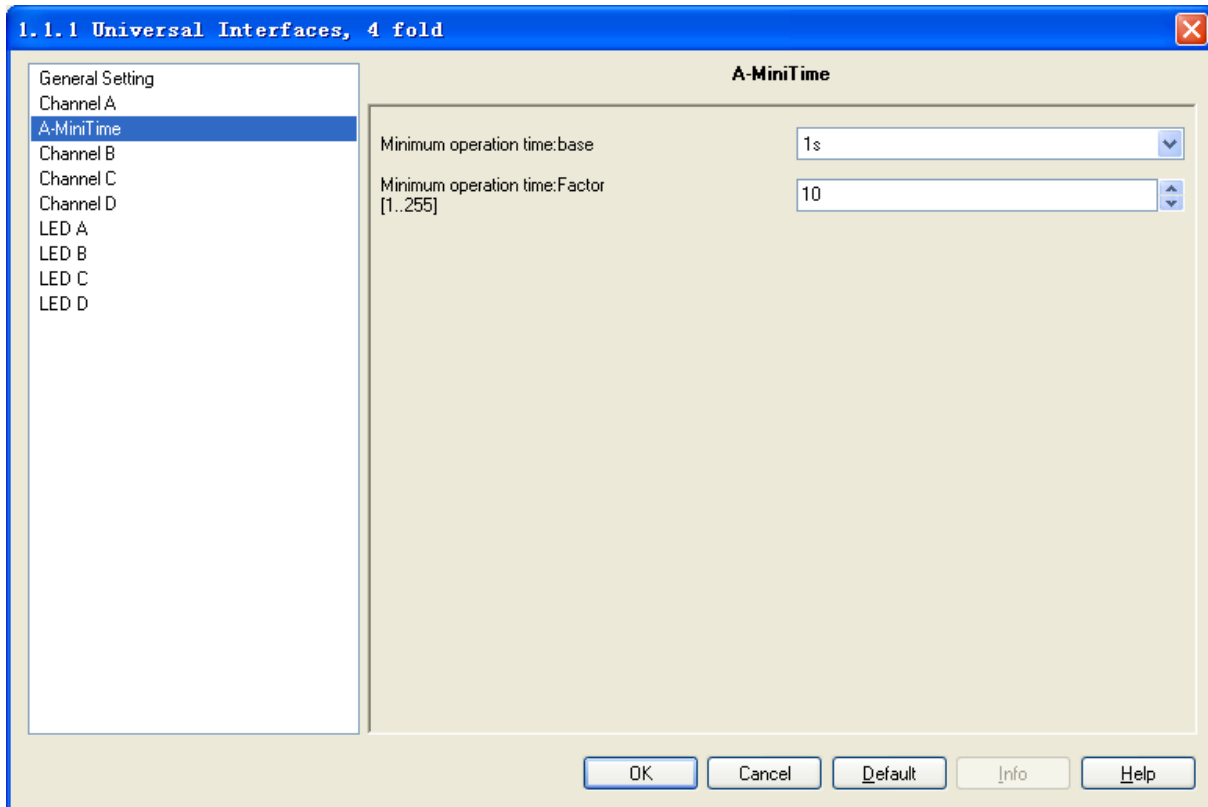 1.1.1 Universal Interfaces, 4 fold
General Setting
Channel A
A-MiniTime
Channel B
Channel C
Channel D
LED A
LED B
LED C
LED D
A-MiniTime
Minimum operation time:base
1s
Minimum operation time:Factor
[1..255]
10
OK
Cancel
Default
Info
Help